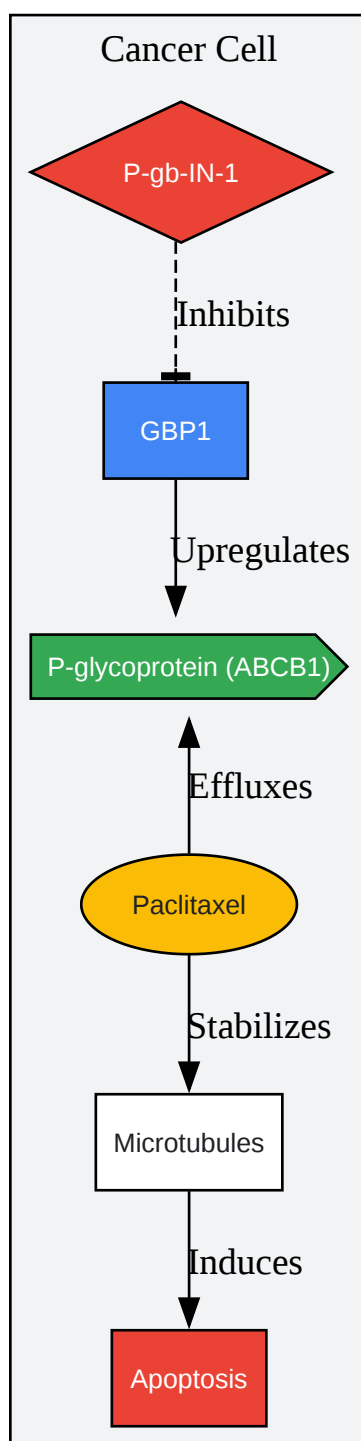 Cancer Cell
P-gb-IN-1
Inhibits
GBP1
Upregulates
P-glycoprotein (ABCB1)
Effluxes
Paclitaxel
Stabilizes
Microtubules
Induces
Apoptosis